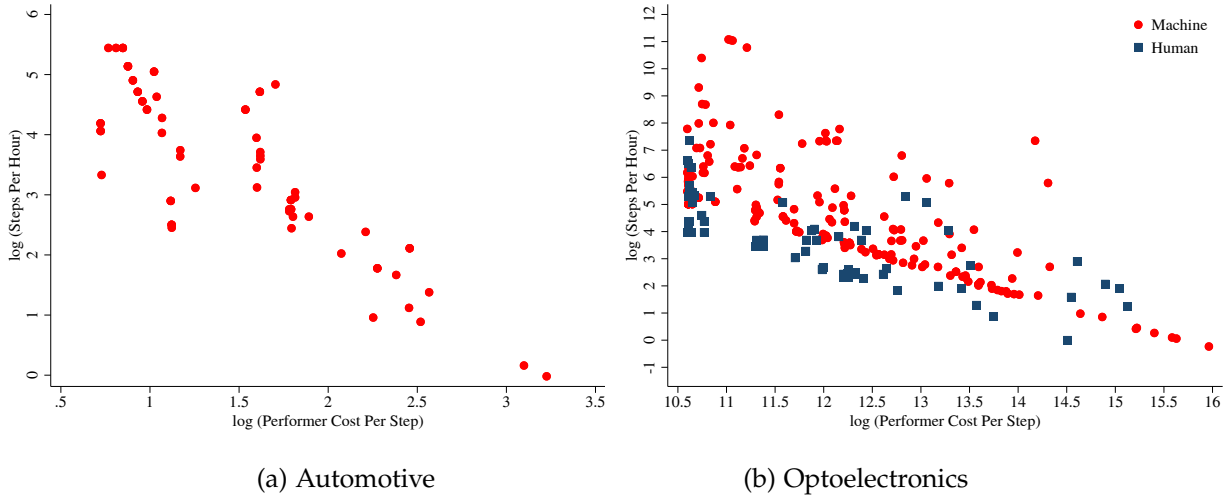 6
5
4
3
2
1
0
log (Steps Per Hour)
.5 1 1.5 2 2.5 3 3.5
log (Performer Cost Per Step)
(a) Automotive
12
11
10
9
8
7
6
5
4
3
2
1
0
-1
log (Steps Per Hour)
Machine
Human
10.5 11 11.5 12 12.5 13 13.5 14 14.5 15 15.5 16
log (Performer Cost Per Step)
(b) Optoelectronics